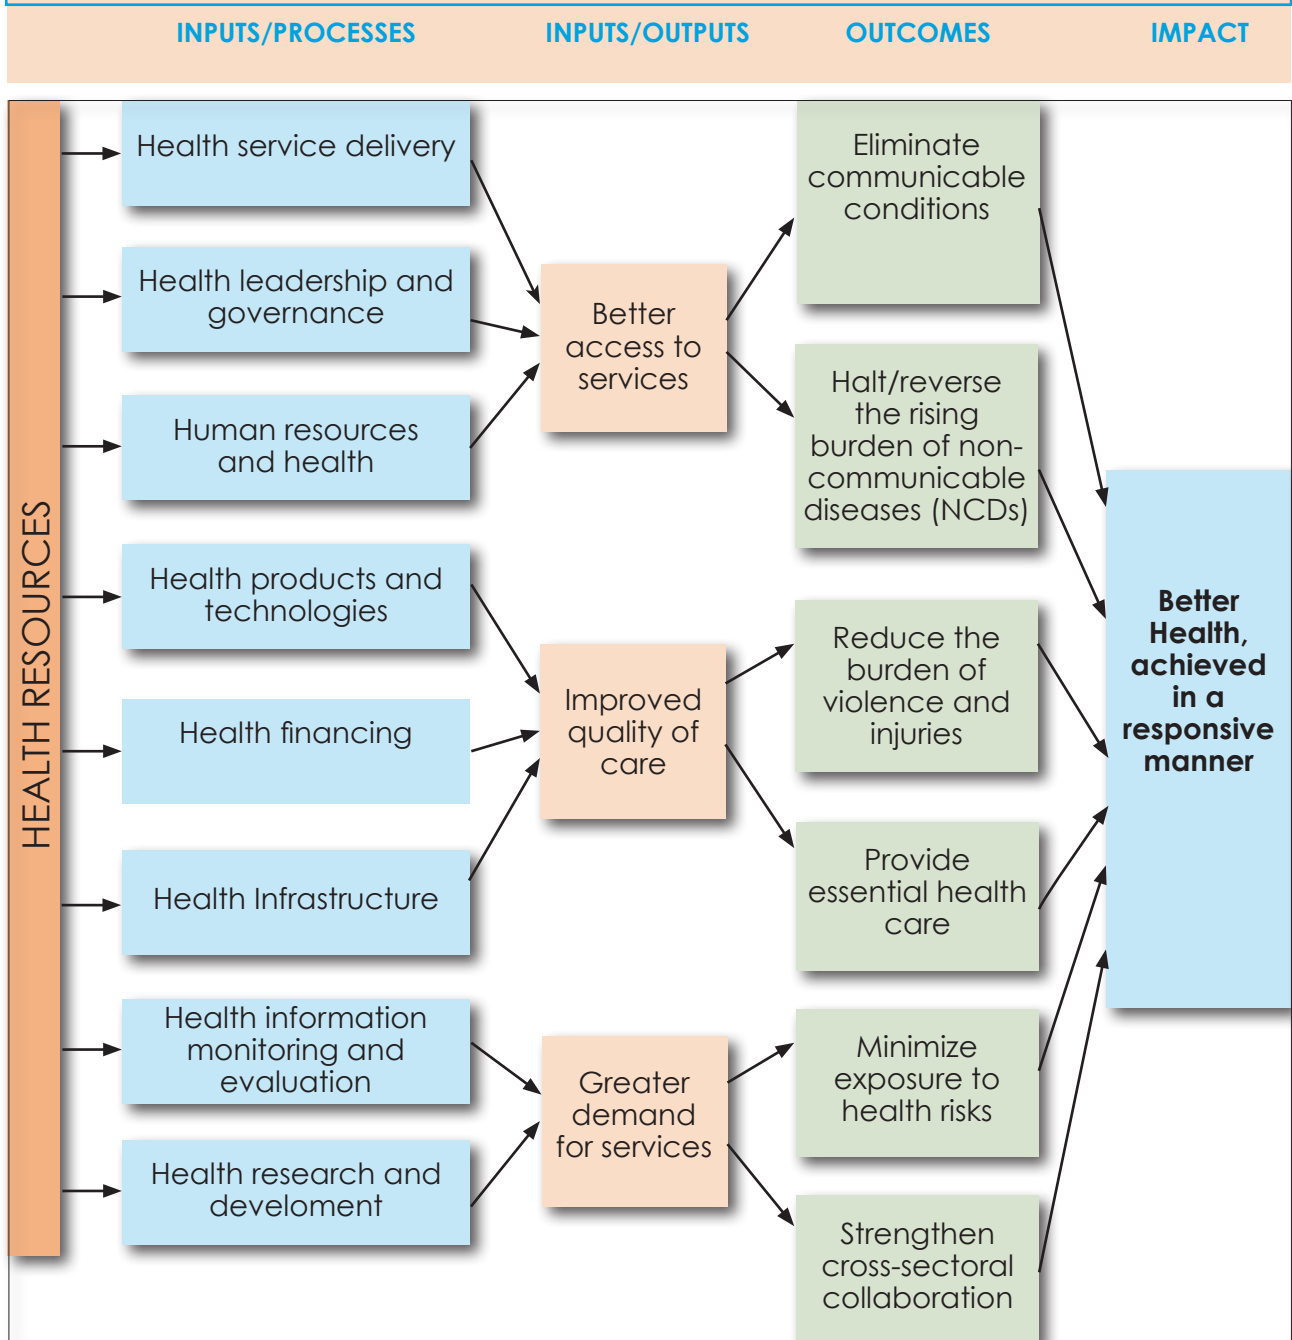 INPUTS/PROCESSES
INPUTS/OUTPUTS
OUTCOMES
IMPACT
HEALTH RESOURCES
Health service delivery
Health leadership and
governance
Human resources
and health
Health products and
technologies
Health financing
Health Infrastructure
Health information
monitoring and
evaluation
Health research and
develoment
Better
access to
services
Improved
quality of
care
Greater
demand
for services
Eliminate
communicable
conditions
Halt/reverse
the rising
burden of non-
communicable
diseases (NCDs)
Reduce the
burden of
violence and
injuries
Provide
essential health
care
Minimize
exposure to
health risks
Strengthen
cross-sectoral
collaboration
Better
Health,
achieved
in a
responsive
manner